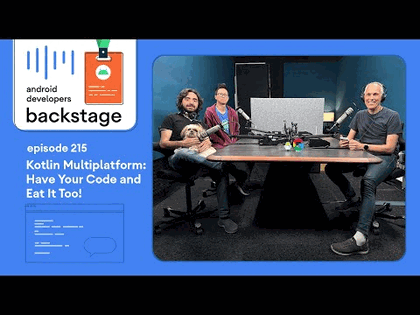 android
developers
backstage
episode 215
Kotlin Multiplatform:
Have Your Code and
Eat It Too!